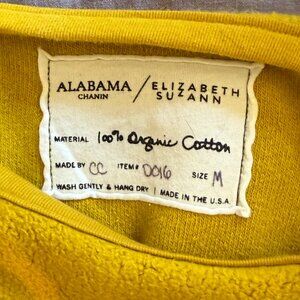 ALABAMA / ELIZABETH
CHANIN SUZANN
MATERIAL 100% Organic Cotton
MADE BY CC ITEM# DO16 SIZE M
WASH GENTLY & HANG DRY | MADE IN THE U.S.A.